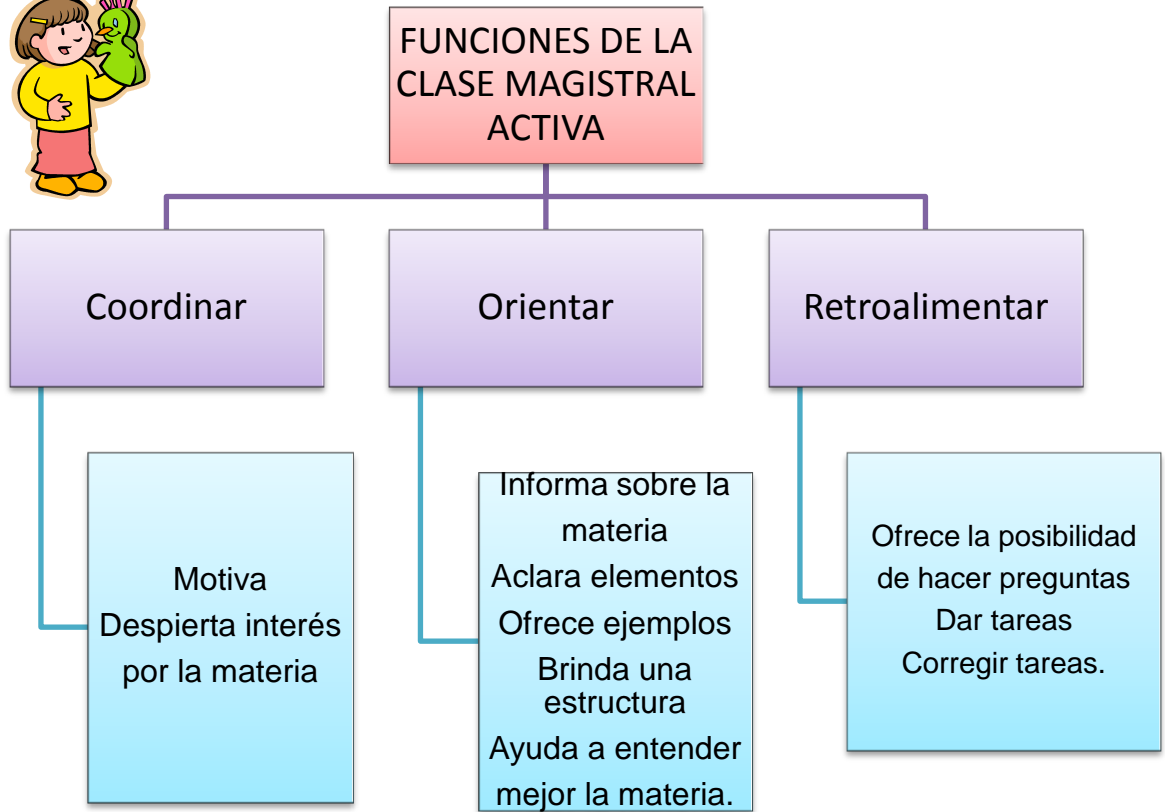 FUNCIONES DE LA
CLASE MAGISTRAL
ACTIVA
Coordinar
Orientar
Retroalimentar
Motiva
Despierta interés
por la materia
Informa sobre la
materia
Aclara elementos
Ofrece ejemplos
Brinda una
estructura
Ayuda a entender
mejor la materia.
Ofrece la posibilidad
de hacer preguntas
Dar tareas
Corregir tareas.